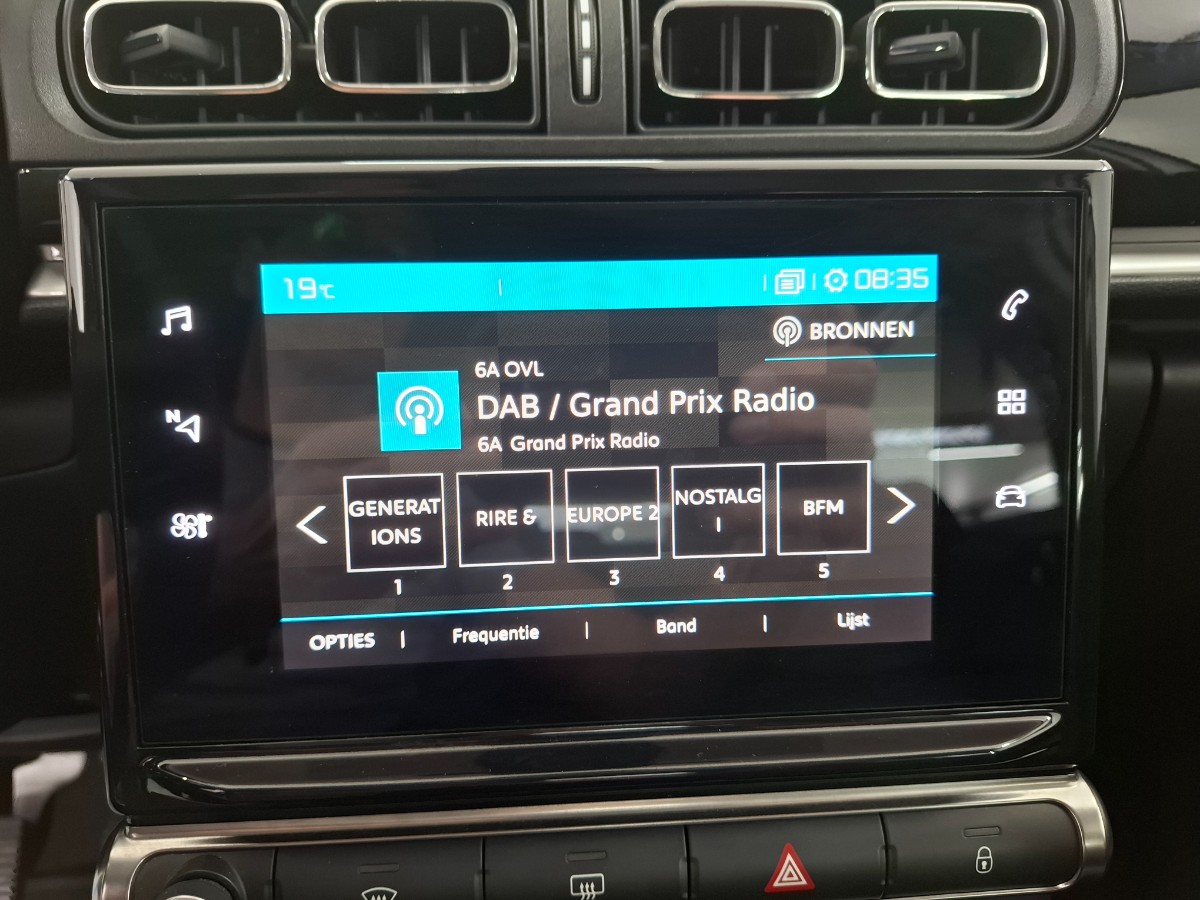 19°C
08:35
BRONNEN
6A OVL
DAB / Grand Prix Radio
6A Grand Prix Radio
N
GENERAT
IONS
RIRE &
EUROPE 2
NOSTALG
I
BFM
1
2
3
4
5
OPTIES | Frequentie | Band | Lijst